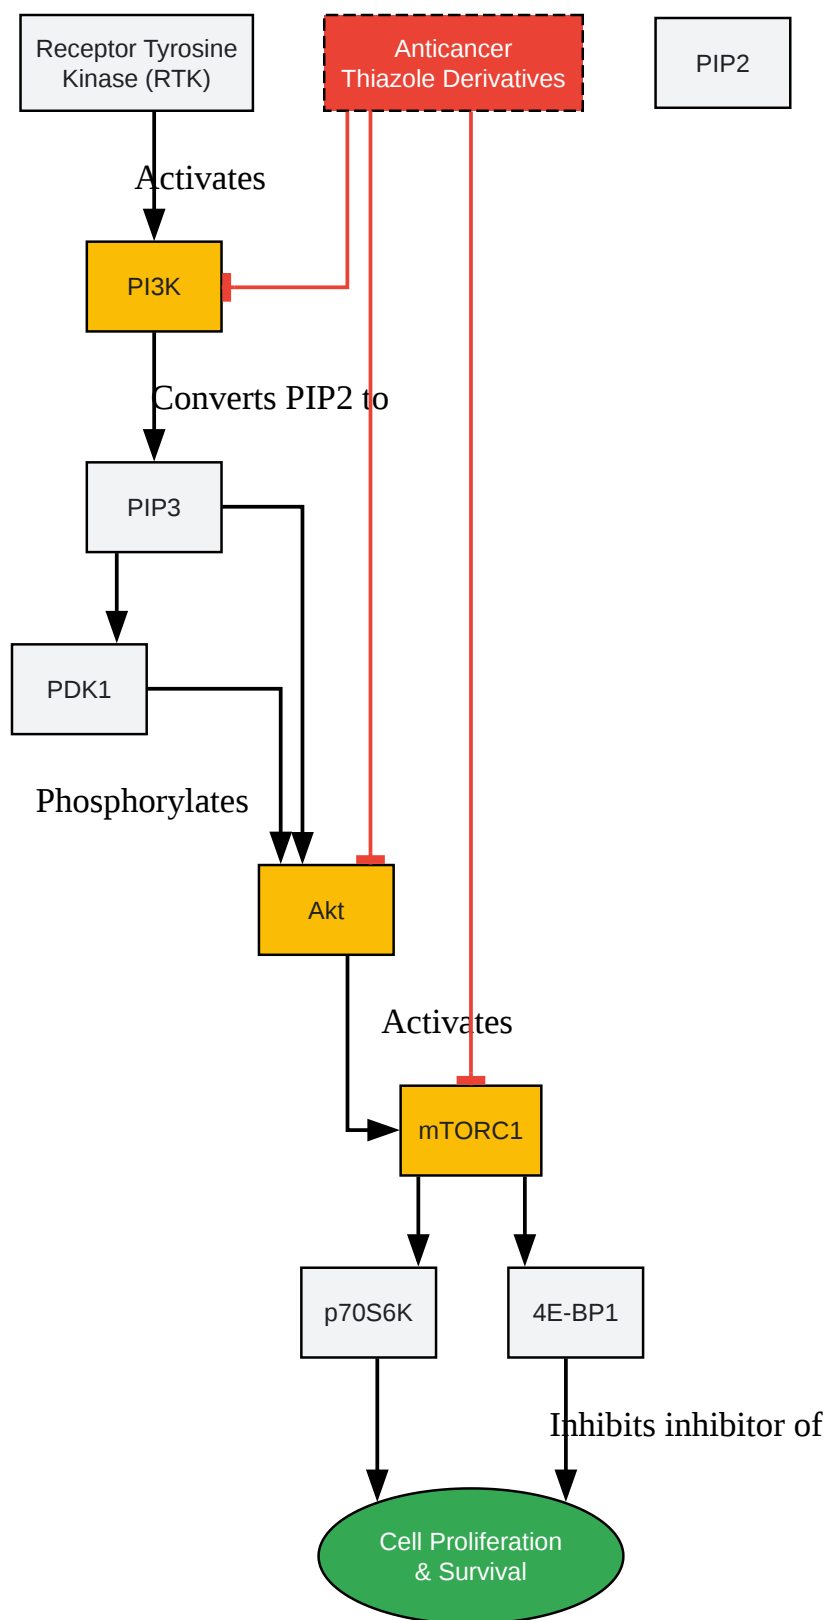 Receptor Tyrosine
Kinase (RTK)
Anticancer
Thiazole Derivatives
PIP2
Activates
PI3K
Converts PIP2 to
PIP3
PDK1
Phosphorylates
Akt
Activates
mTORC1
p70S6K
4E-BP1
Inhibits inhibitor of
Cell Proliferation
& Survival